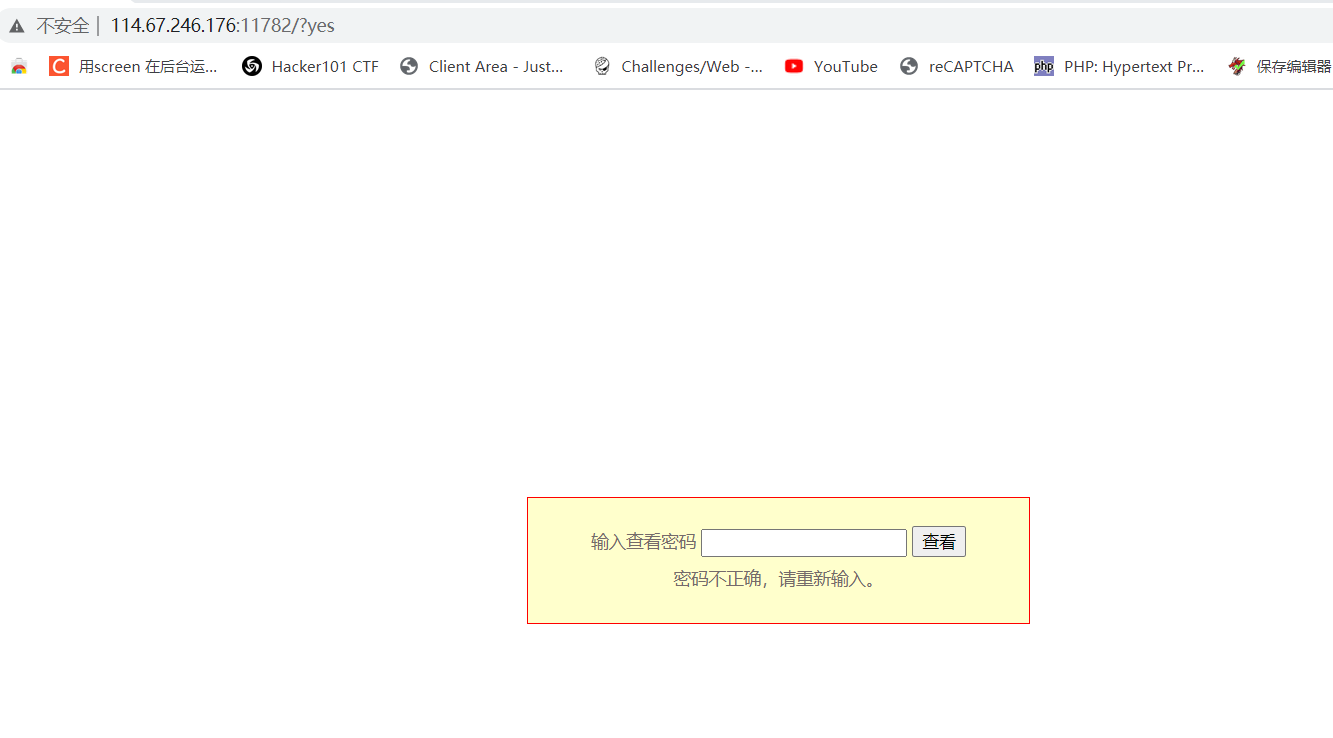 不安全 | 114.67.246.176:11782/?yes
用screen 在后台运... Hacker101 CTF Client Area - Just... Challenges/Web -... YouTube reCAPTCHA php PHP: Hypertext Pr... 保存编辑器
输入查看密码 查看
密码不正确，请重新输入。